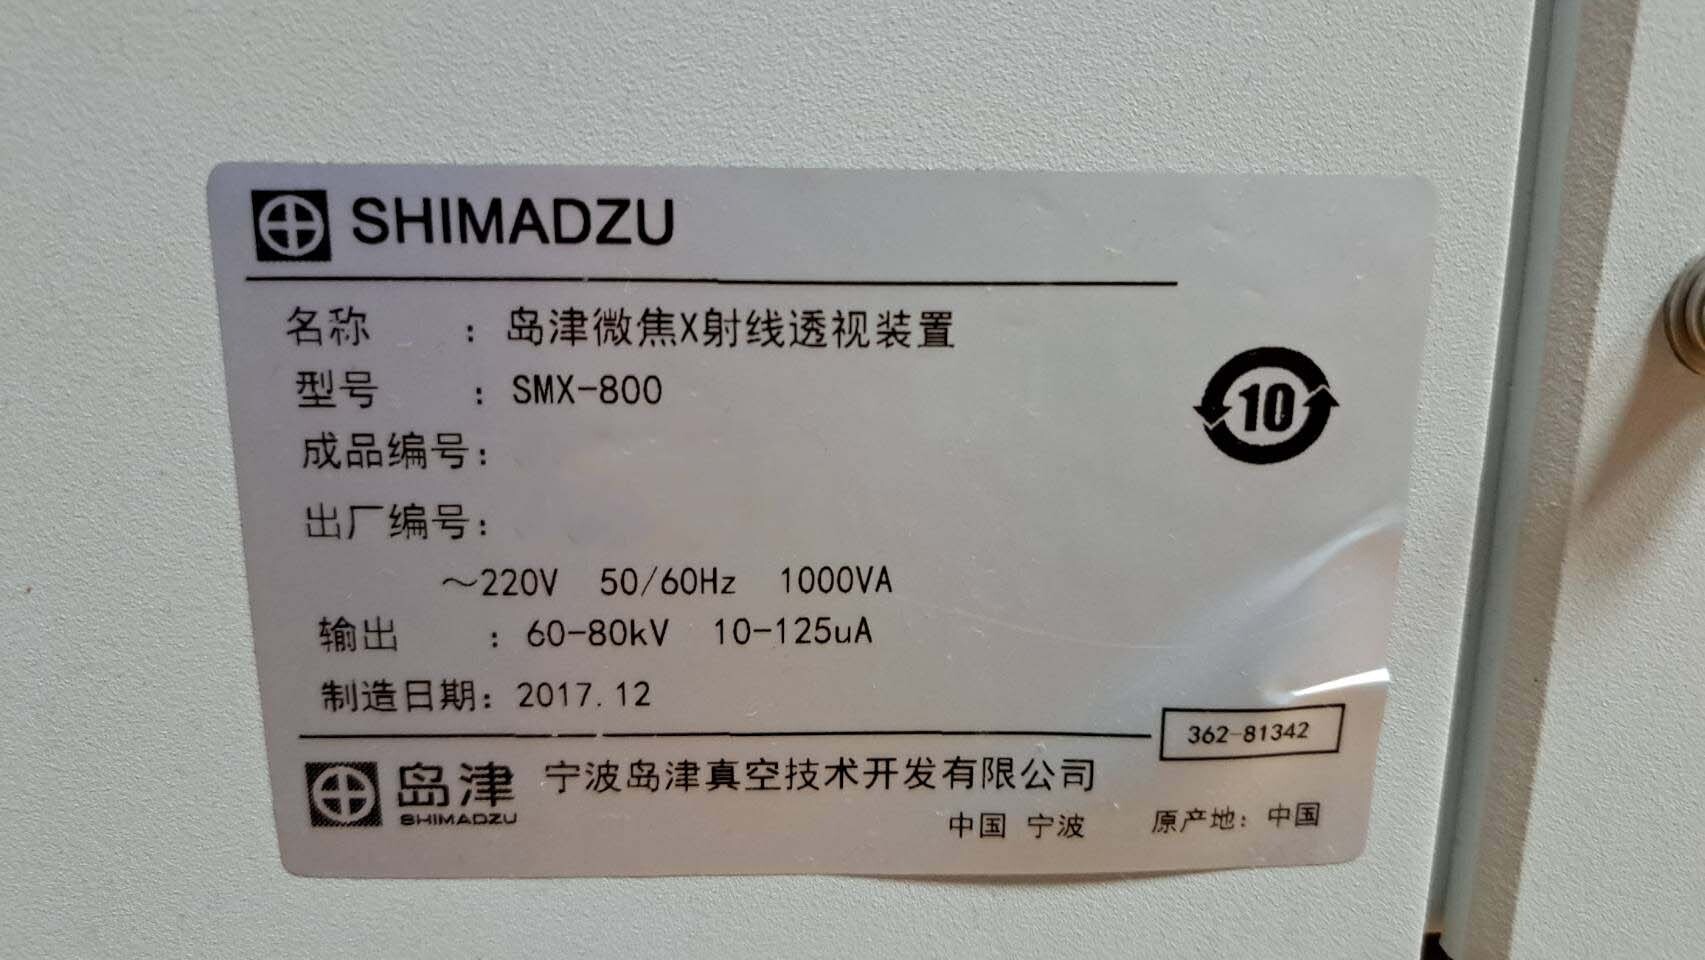 SHIMADZU
名称 : 岛津微焦X射线透视装置
型号 : SMX-800
10
成品编号:
出厂编号:
～220V 50/60Hz 1000VA
输出 : 60-80kV 10-125uA
制造日期: 2017.12
362-81342
岛津 宁波岛津真空技术开发有限公司
SHIMADZU
中国 宁波 原产地: 中国